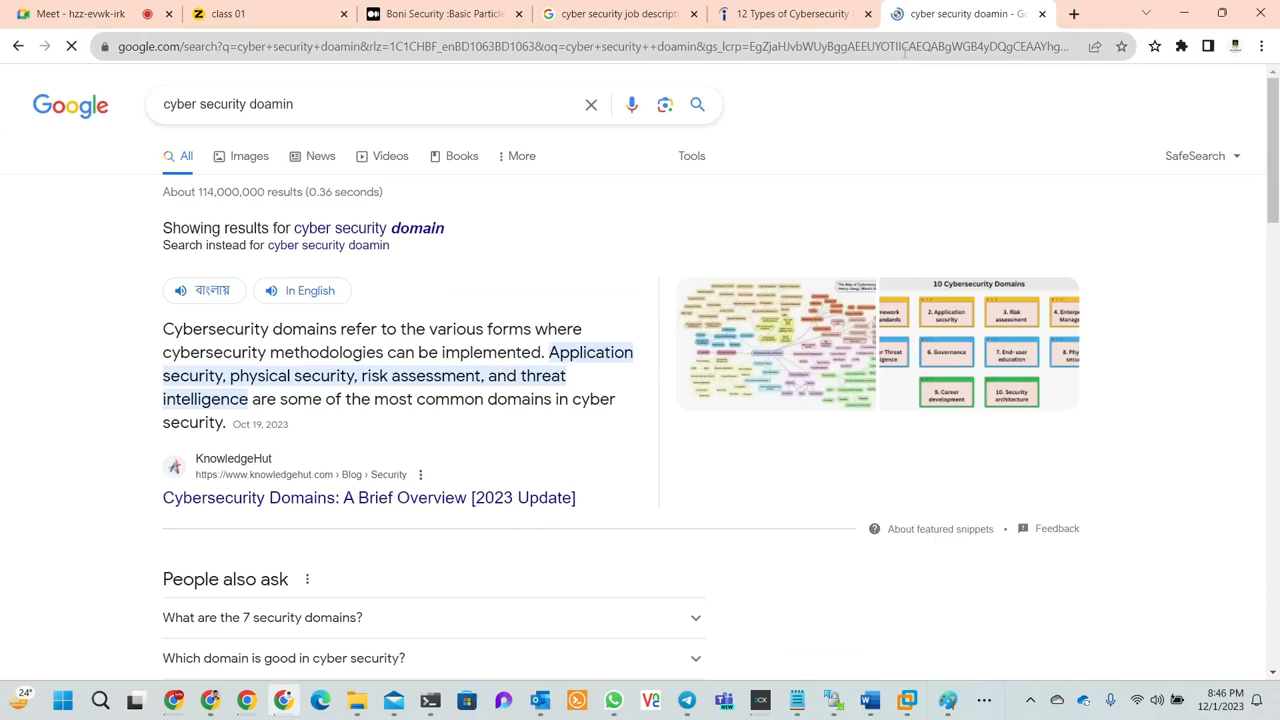 Meet - hzz-ewwk-irk
class 01
Boni Security :Basic Particle
cyber security job descripti
12 Types of Cybersecurity
cyber security doamin - Go
google.com/search?q=cyber+security+doamin&rlz=1C1CHBF_enBD1063BD1063&oq=cyber+security++doamin&gs_lcrp=EgZjaHJvbWUyBggAEEUYOTIICAEQABgWGB4yDQgCEAAYhg...
Google
cyber security doamin
All
Images
News
Videos
Books
More
Tools
SafeSearch
About 114,000,000 results (0.36 seconds)
Showing results for cyber security domain
Search instead for cyber security doamin
বাংলায়
In English
Cybersecurity domains refer to the various forms where
cybersecurity methodologies can be implemented. Application
security, physical security, risk assessment, and threat
intelligence are some of the most common domains in cyber
security. Oct 19, 2023
10 Cybersecurity Domains
2. Application security
3. Risk assessment
6. Governance
7. End-user education
9. Career development
10. Security architecture
KnowledgeHut
https://www.knowledgehut.com › Blog › Security
Cybersecurity Domains: A Brief Overview [2023 Update]
About featured snippets
•
Feedback
People also ask
What are the 7 security domains?
Which domain is good in cyber security?
24°
8:46 PM
12/1/2023